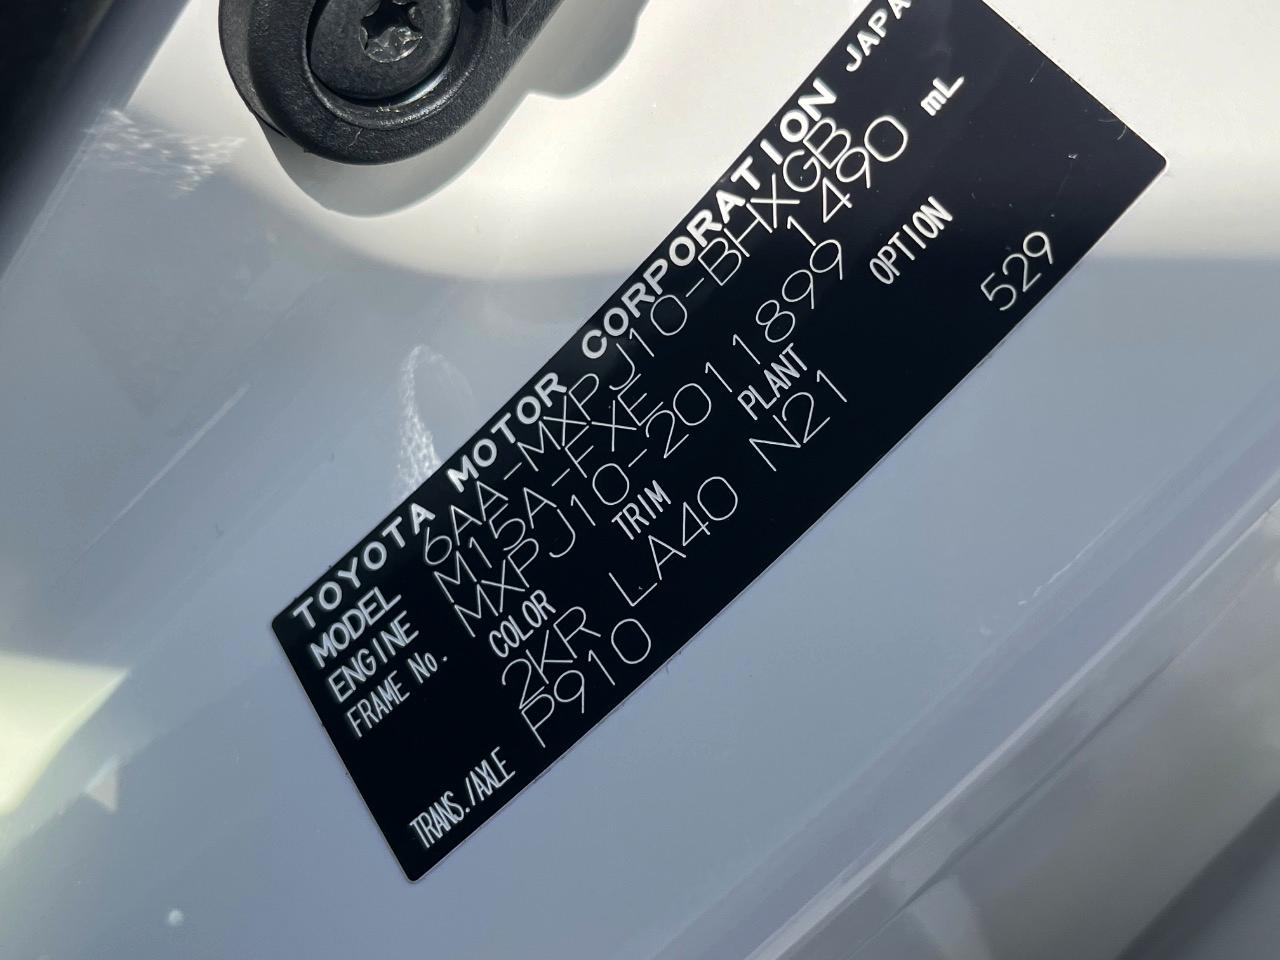 TOYOTA MOTOR CORPORATION JAPA
MODEL 6AA-MXPJ10-BHXGB
ENGINE M15A-FXE 1490 mL
FRAME No. MXPJ10-2011899
COLOR TRIM PLANT OPTION
2KR LA40 N21 529
TRANS./AXLE P910